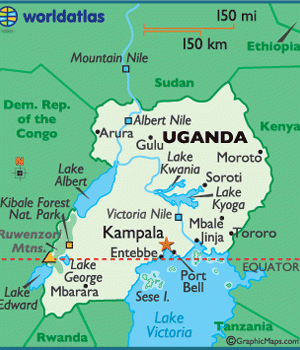 worldatlas
150 mi
150 km
Ethiopia
Mountain Nile
Sudan
Dem. Rep.
of the
Congo
Kenya
Albert Nile
Arura
Gulu
UGANDA
Moroto
Lake
Kwania
Lake
Albert
Soroti
Lake
Kyoga
Kibale Forest
Nat. Park
Victoria Nile
Mbale
Ruwenzori
Mtns.
Kampala
Jinja
Tororo
Entebbe
EQUATOR
Lake
George
Port
Bell
Lake
Edward
Mbarara
Sese I.
Lake
Victoria
Tanzania
Rwanda
©GraphicMaps.com